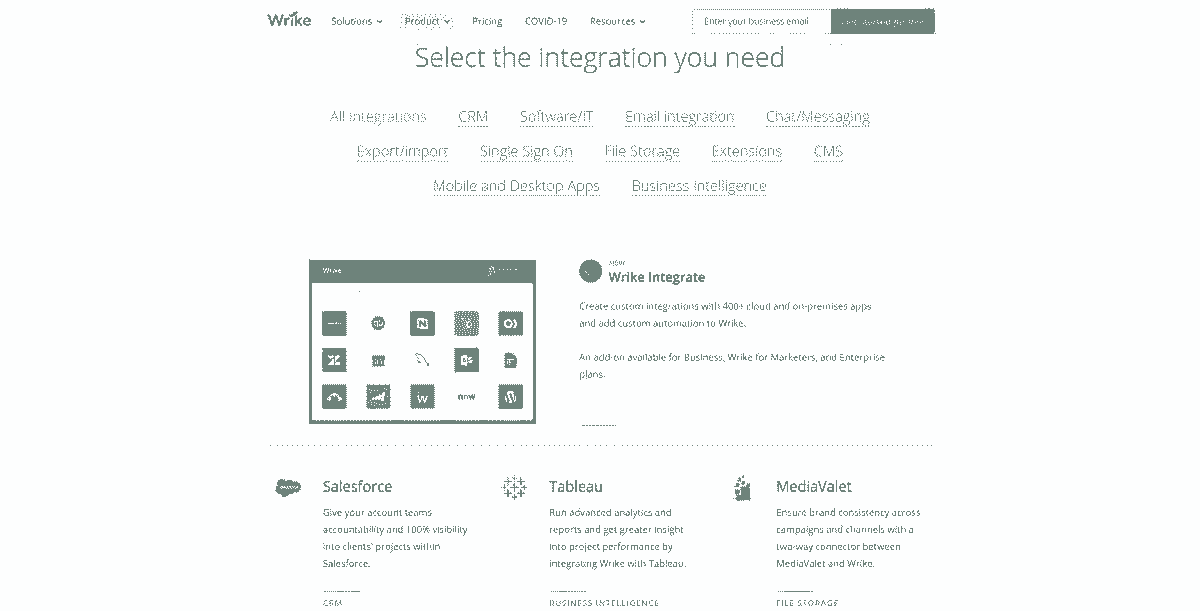 Wrike Solutions Product Pricing COVID-19 Resources Enter your business email
Select the integration you need
All integrations CRM Software/IT Email integration Chat/Messaging
Export/import Single Sign On File Storage Extensions CMS
Mobile and Desktop Apps Business Intelligence
Wrike
Wrike Integrate
Create custom integrations with 400+ cloud and on-premises apps
and add custom automation to Wrike.
An add-on available for Business, Wrike for Marketers, and Enterprise
plans.
now
Salesforce
Give your account teams
accountability and 100% visibility
into clients' projects within
Salesforce.
CRM
Tableau
Run advanced analytics and
reports and get greater insight
into project performance by
integrating Wrike with Tableau.
BUSINESS INTELLIGENCE
MediaValet
Ensure brand consistency across
campaigns and channels with a
two-way connector between
MediaValet and Wrike.
FILE STORAGE